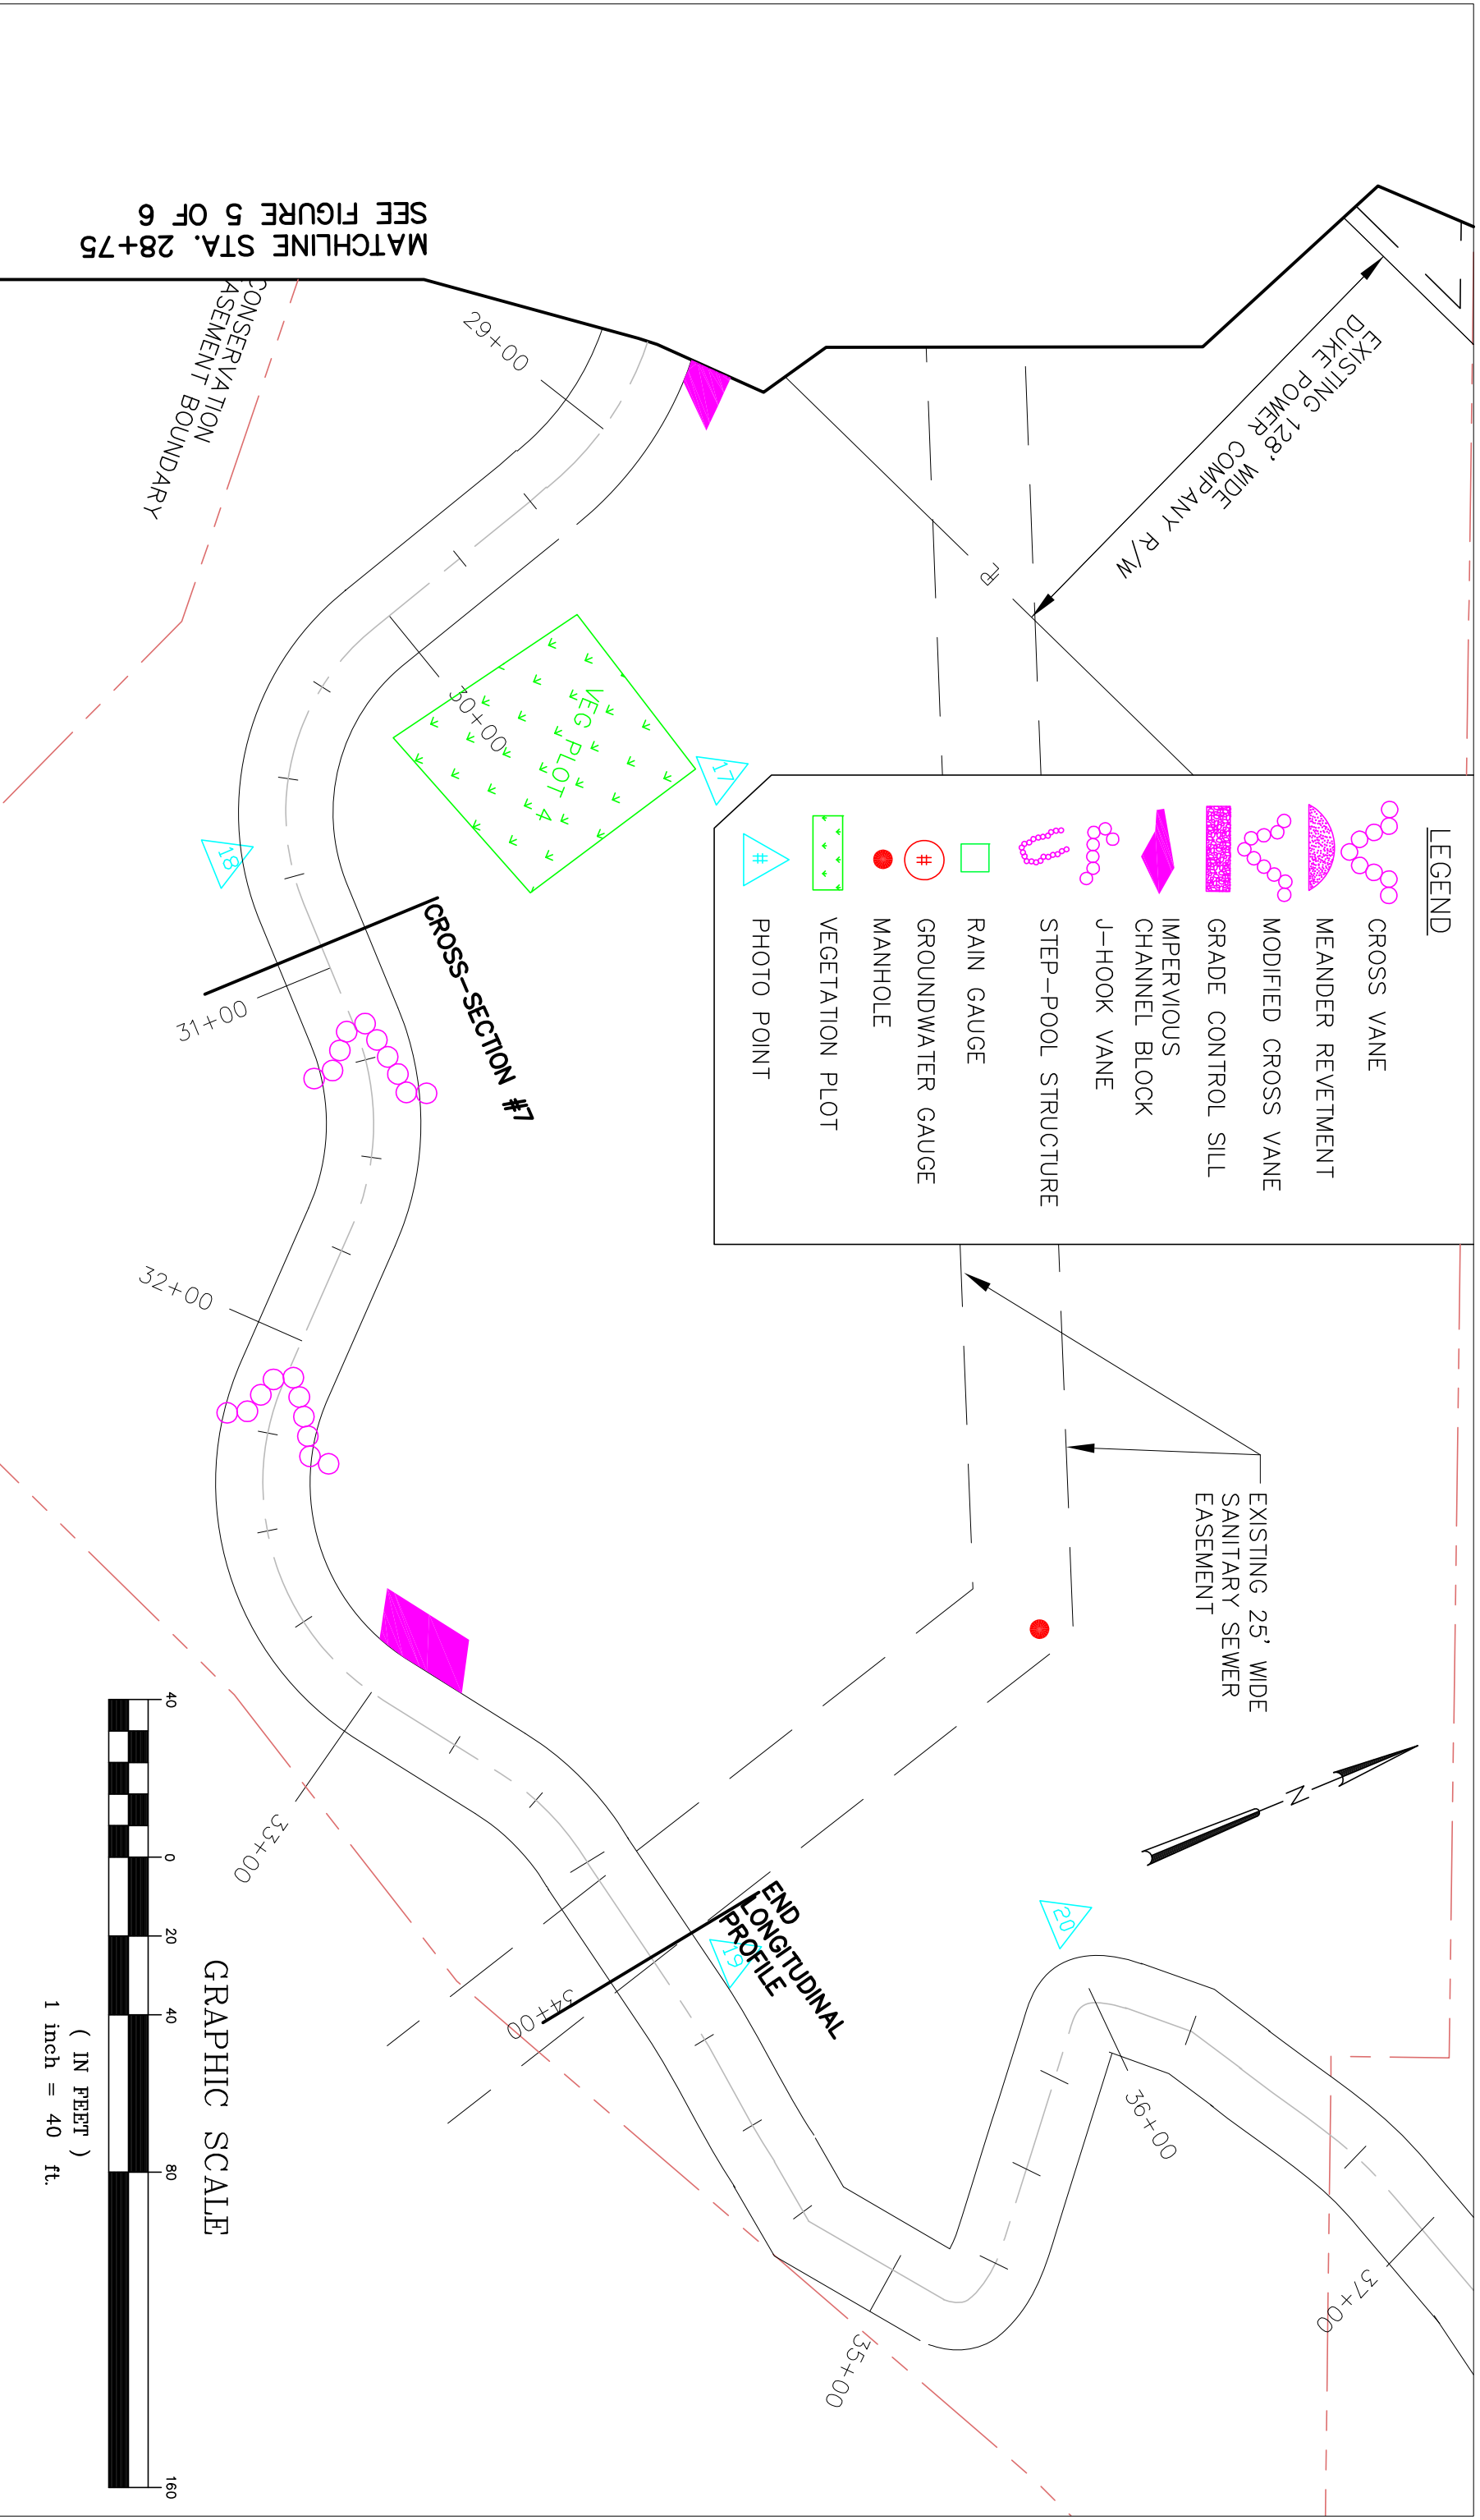 LEGEND
CROSS VANE
MEANDER REVETMENT
MODIFIED CROSS VANE
GRADE CONTROL SILL
IMPERVIOUS
CHANNEL BLOCK
J-HOOK VANE
STEP-POOL STRUCTURE
RAIN GAUGE
#
GROUNDWATER GAUGE
MANHOLE
VEGETATION PLOT
#
PHOTO POINT
EXISTING 128' WIDE
DUKE POWER COMPANY R/W
EXISTING 25' WIDE
SANITARY SEWER
EASEMENT
N
MATCHLINE STA. 28+75
SEE FIGURE 5 OF 6
CONSERVATION
ASEMENT BOUNDARY
29+00
30+00
VEG PLOT 4
17
18
CROSS-SECTION #7
31+00
32+00
33+00
34+00
END
LONGITUDINAL
PROFILE
19
20
35+00
36+00
37+00
GRAPHIC SCALE
40 0 20 40 80 160
( IN FEET )
1 inch = 40 ft.